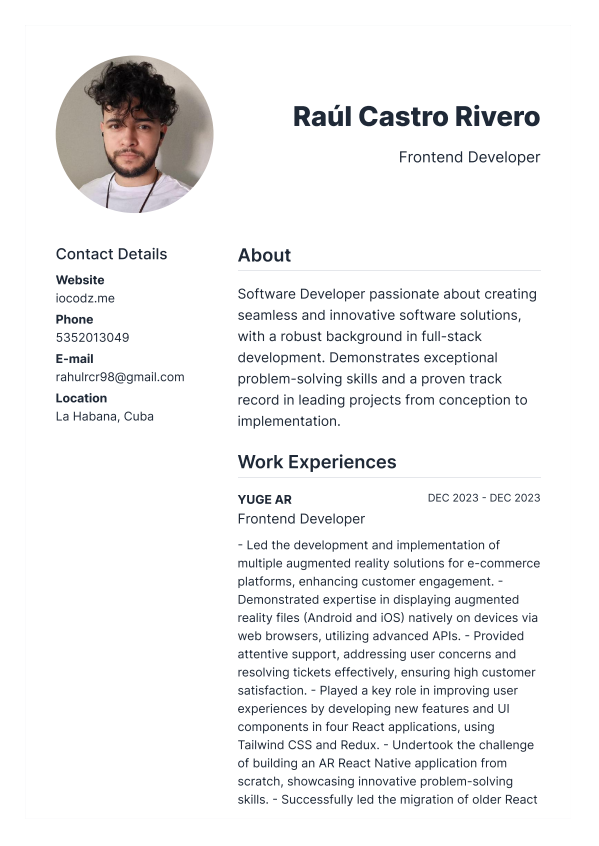 Raúl Castro Rivero
Frontend Developer
Contact Details
Website
iocodz.me
Phone
5352013049
E-mail
rahulrcr98@gmail.com
Location
La Habana, Cuba
About
Software Developer passionate about creating
seamless and innovative software solutions,
with a robust background in full-stack
development. Demonstrates exceptional
problem-solving skills and a proven track
record in leading projects from conception to
implementation.
Work Experiences
YUGE AR
DEC 2023 - DEC 2023
Frontend Developer
- Led the development and implementation of
multiple augmented reality solutions for e-commerce
platforms, enhancing customer engagement. -
Demonstrated expertise in displaying augmented
reality files (Android and iOS) natively on devices via
web browsers, utilizing advanced APIs. - Provided
attentive support, addressing user concerns and
resolving tickets effectively, ensuring high customer
satisfaction. - Played a key role in improving user
experiences by developing new features and UI
components in four React applications, using
Tailwind CSS and Redux. - Undertook the challenge
of building an AR React Native application from
scratch, showcasing innovative problem-solving
skills. - Successfully led the migration of older React